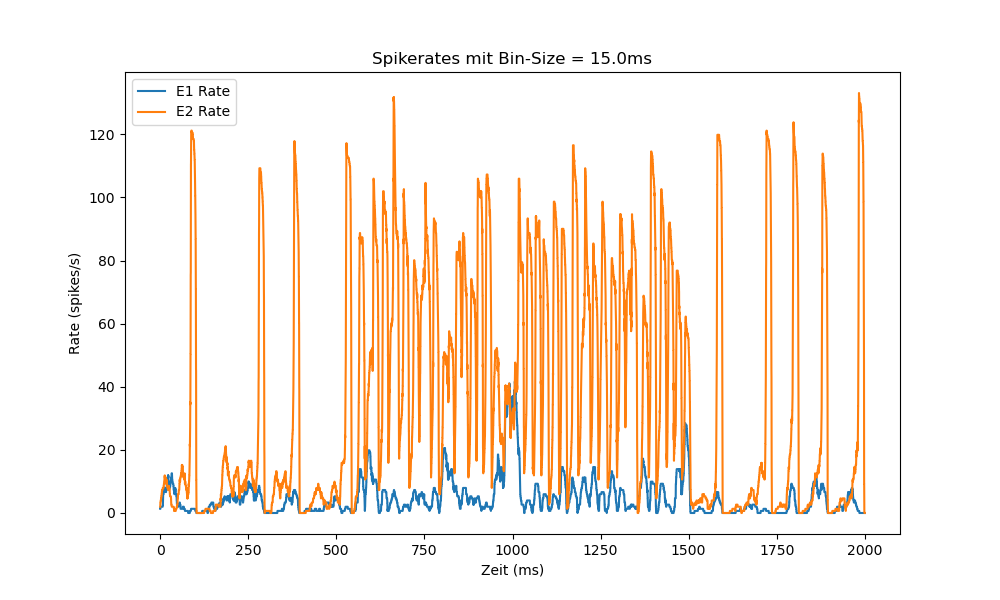 Spikerates mit Bin-Size = 15.0ms
E1 Rate
E2 Rate
Rate (spikes/s)
120
100
80
60
40
20
0
0 250 500 750 1000 1250 1500 1750 2000
Zeit (ms)